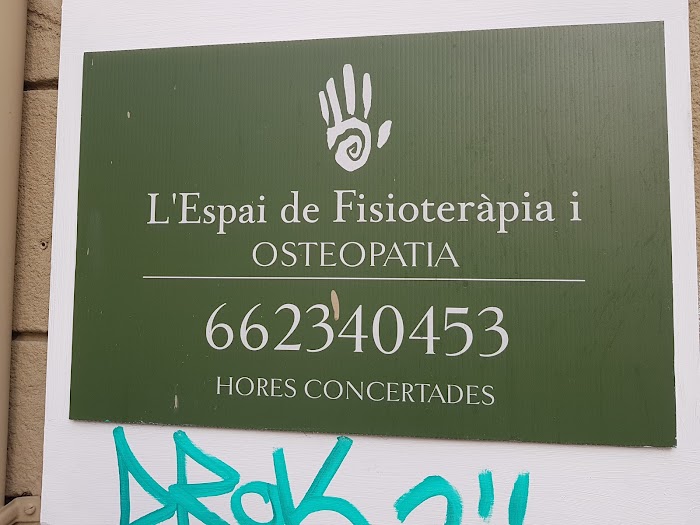 L'Espai de Fisioteràpia i
OSTEOPATIA
662340453
HORES CONCERTADES